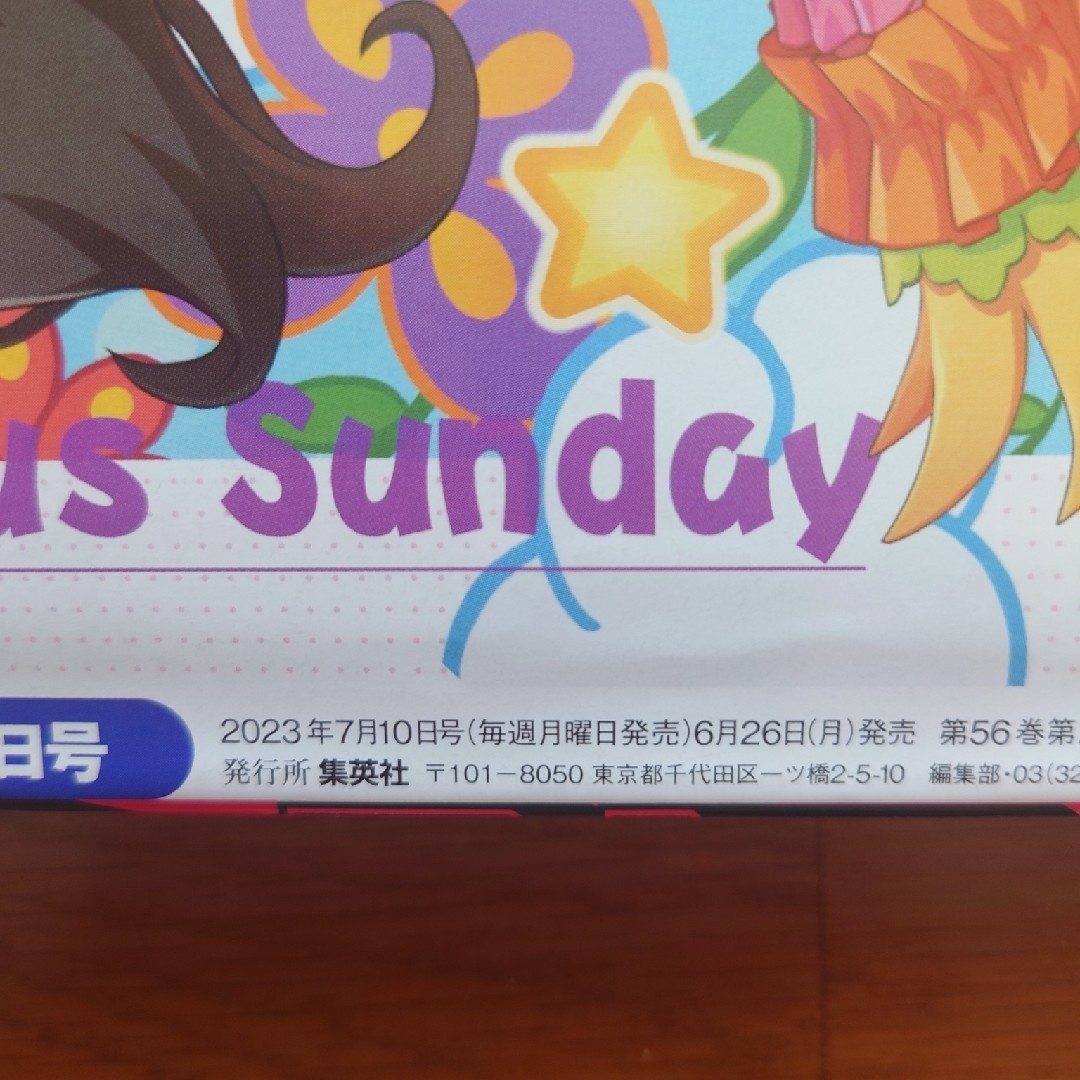 us Sunday
日号
2023年7月10日号(毎週月曜日発売)6月26日(月)発売 第56巻第
発行所 集英社 〒101-8050 東京都千代田区一ツ橋2-5-10 編集部・03(32